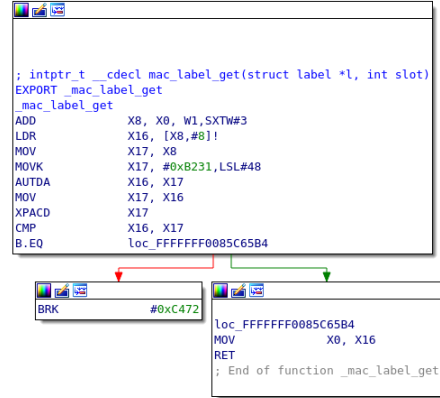 ; intptr_t __cdecl mac_label_get(struct label *l, int slot)
EXPORT _mac_label_get
_mac_label_get
ADD X8, X0, W1,SXTW#3
LDR X16, [X8,#8]!
MOV X17, X8
MOVK X17, #0xB231,LSL#48
AUTDA X16, X17
MOV X17, X16
XPACD X17
CMP X16, X17
B.EQ loc_FFFFFFF0085C65B4
BRK #0xC472
loc_FFFFFFF0085C65B4
MOV X0, X16
RET
; End of function _mac_label_get